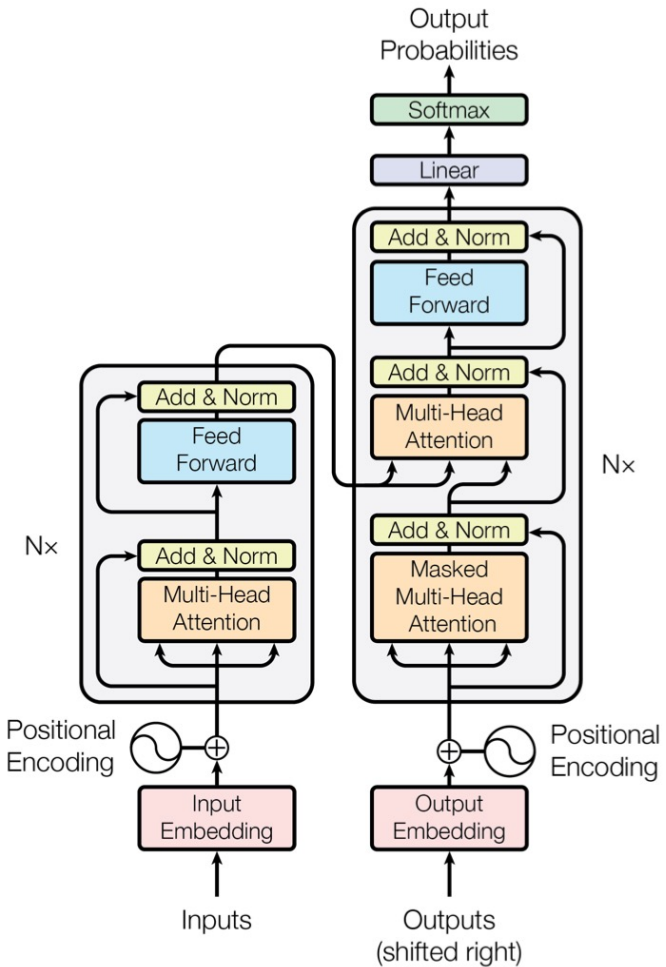 Output
Probabilities
Softmax
Linear
Add & Norm
Feed
Forward
Add & Norm
Multi-Head
Attention
Add & Norm
Masked
Multi-Head
Attention
N×
Add & Norm
Feed
Forward
Add & Norm
Multi-Head
Attention
N×
Positional
Encoding
Positional
Encoding
Input
Embedding
Output
Embedding
Inputs
Outputs
(shifted right)